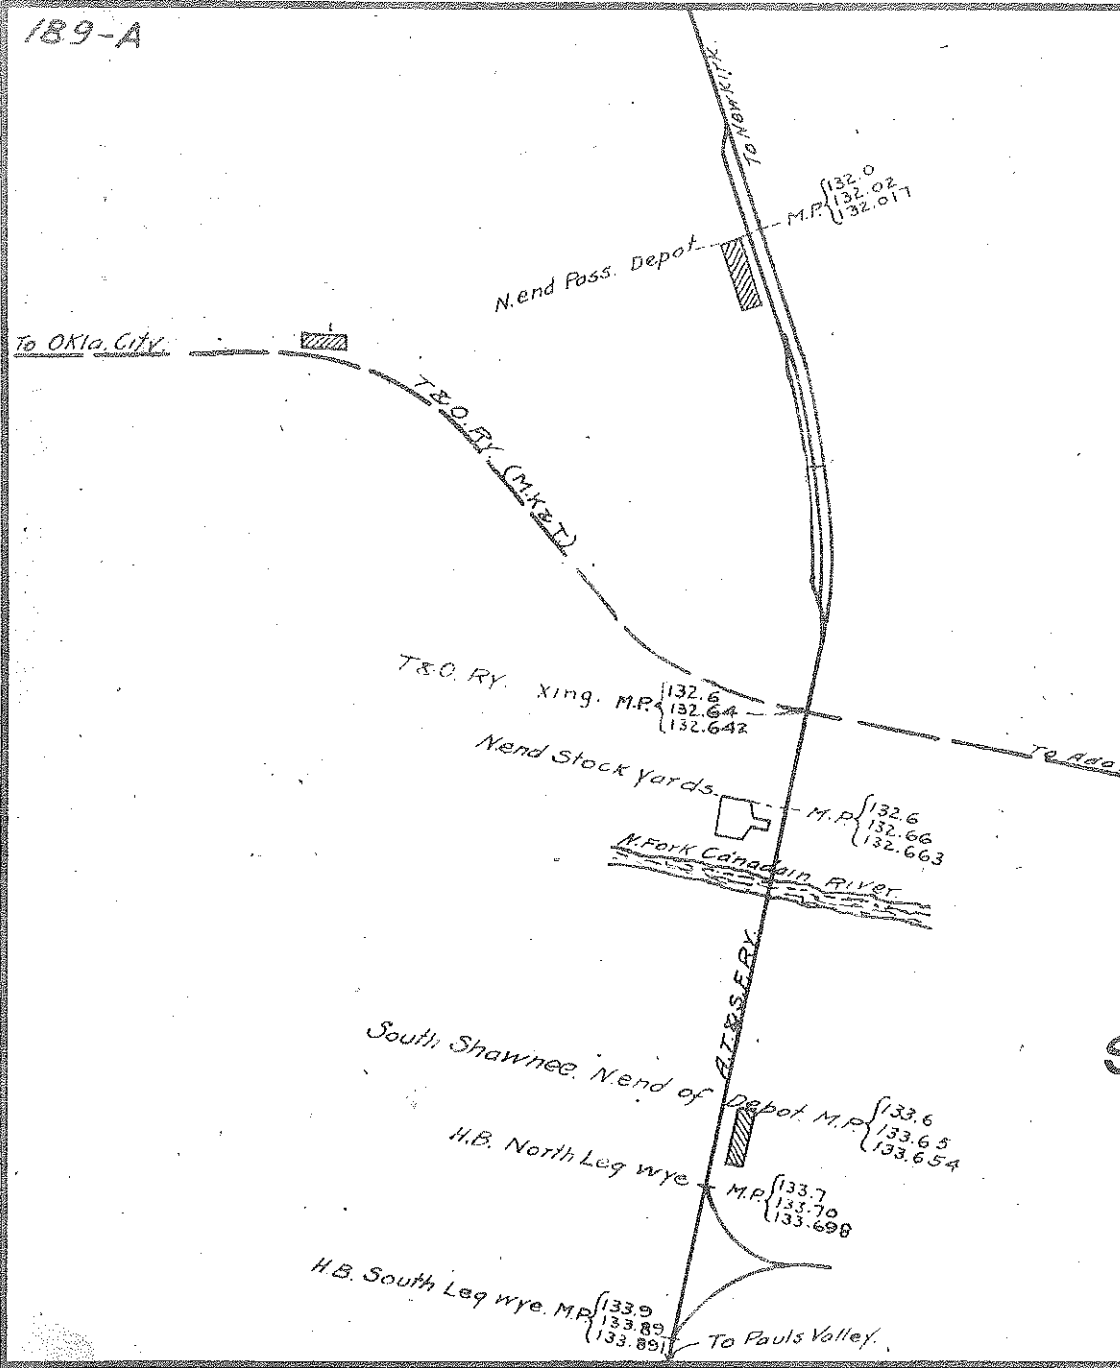 189-A
To Newkirk.
M.P. {132.0
132.02
132.017
N.end Pass. Depot
To Okla. City.
T.&O. RY. (M.K&T)
T.&O. RY. Xing. M.P. {132.6
132.64
132.642
To Ada
N.end Stock Yards
M.P. {132.6
132.66
132.663
N.Fork Canadain River.
A.T.&S.F.RY.
South Shawnee. N.end of Depot. M.P. {133.6
133.65
133.654
H.B. North Leg Wye
M.P. {133.7
133.70
133.698
H.B. South Leg Wye. M.P. {133.9
133.89
133.891
To Pauls Valley.
S